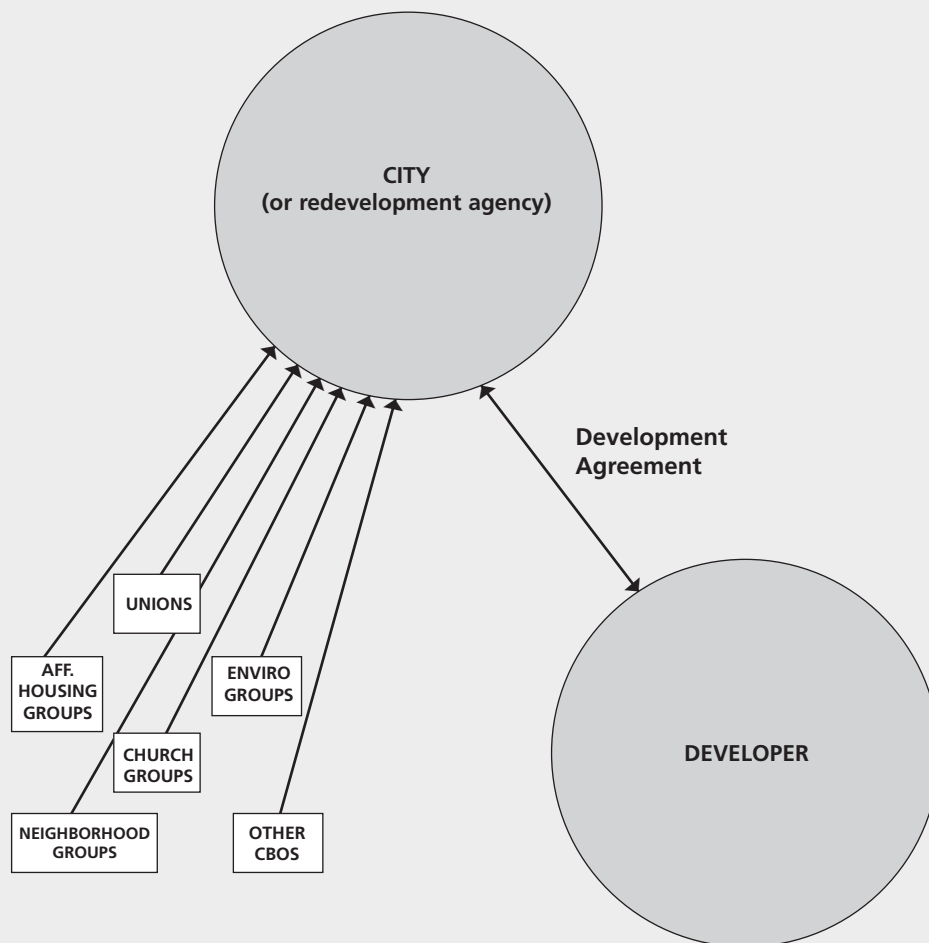 CITY
(or redevelopment agency)
Development
Agreement
UNIONS
AFF.
HOUSING
GROUPS
ENVIRO
GROUPS
CHURCH
GROUPS
DEVELOPER
NEIGHBORHOOD
GROUPS
OTHER
CBOS